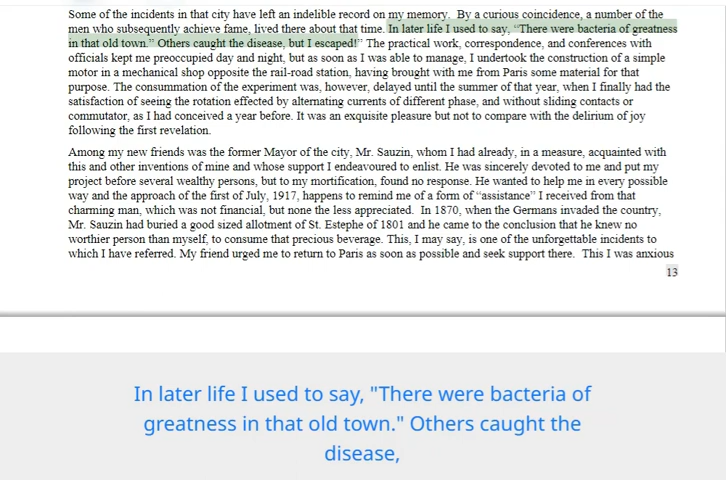 Some of the incidents in that city have left an indelible record on my memory. By a curious coincidence, a number of the
men who subsequently achieve fame, lived there about that time. In later life I used to say, “There were bacteria of greatness
in that old town.” Others caught the disease, but I escaped!” The practical work, correspondence, and conferences with
officials kept me preoccupied day and night, but as soon as I was able to manage, I undertook the construction of a simple
motor in a mechanical shop opposite the rail-road station, having brought with me from Paris some material for that
purpose. The consummation of the experiment was, however, delayed until the summer of that year, when I finally had the
satisfaction of seeing the rotation effected by alternating currents of different phase, and without sliding contacts or
commutator, as I had conceived a year before. It was an exquisite pleasure but not to compare with the delirium of joy
following the first revelation.
Among my new friends was the former Mayor of the city, Mr. Sauzin, whom I had already, in a measure, acquainted with
this and other inventions of mine and whose support I endeavoured to enlist. He was sincerely devoted to me and put my
project before several wealthy persons, but to my mortification, found no response. He wanted to help me in every possible
way and the approach of the first of July, 1917, happens to remind me of a form of “assistance” I received from that
charming man, which was not financial, but none the less appreciated. In 1870, when the Germans invaded the country,
Mr. Sauzin had buried a good sized allotment of St. Estephe of 1801 and he came to the conclusion that he knew no
worthier person than myself, to consume that precious beverage. This, I may say, is one of the unforgettable incidents to
which I have referred. My friend urged me to return to Paris as soon as possible and seek support there. This I was anxious
13
In later life I used to say, "There were bacteria of
greatness in that old town." Others caught the
disease,